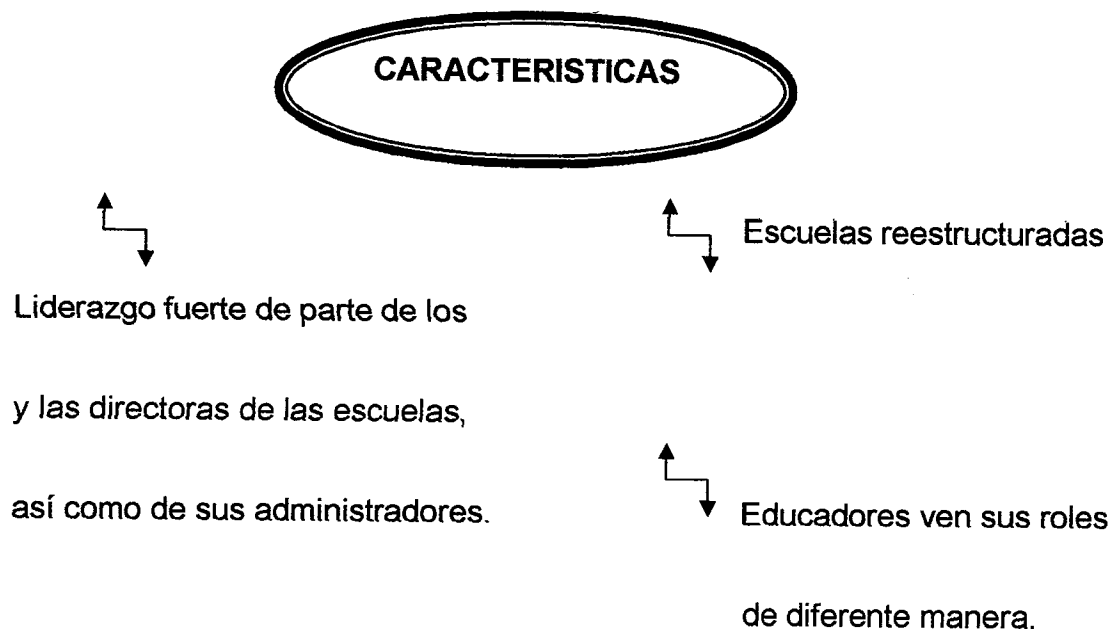 CARACTERISTICAS
Escuelas reestructuradas
Liderazgo fuerte de parte de los
y las directoras de las escuelas,
así como de sus administradores.
Educadores ven sus roles
de diferente manera.